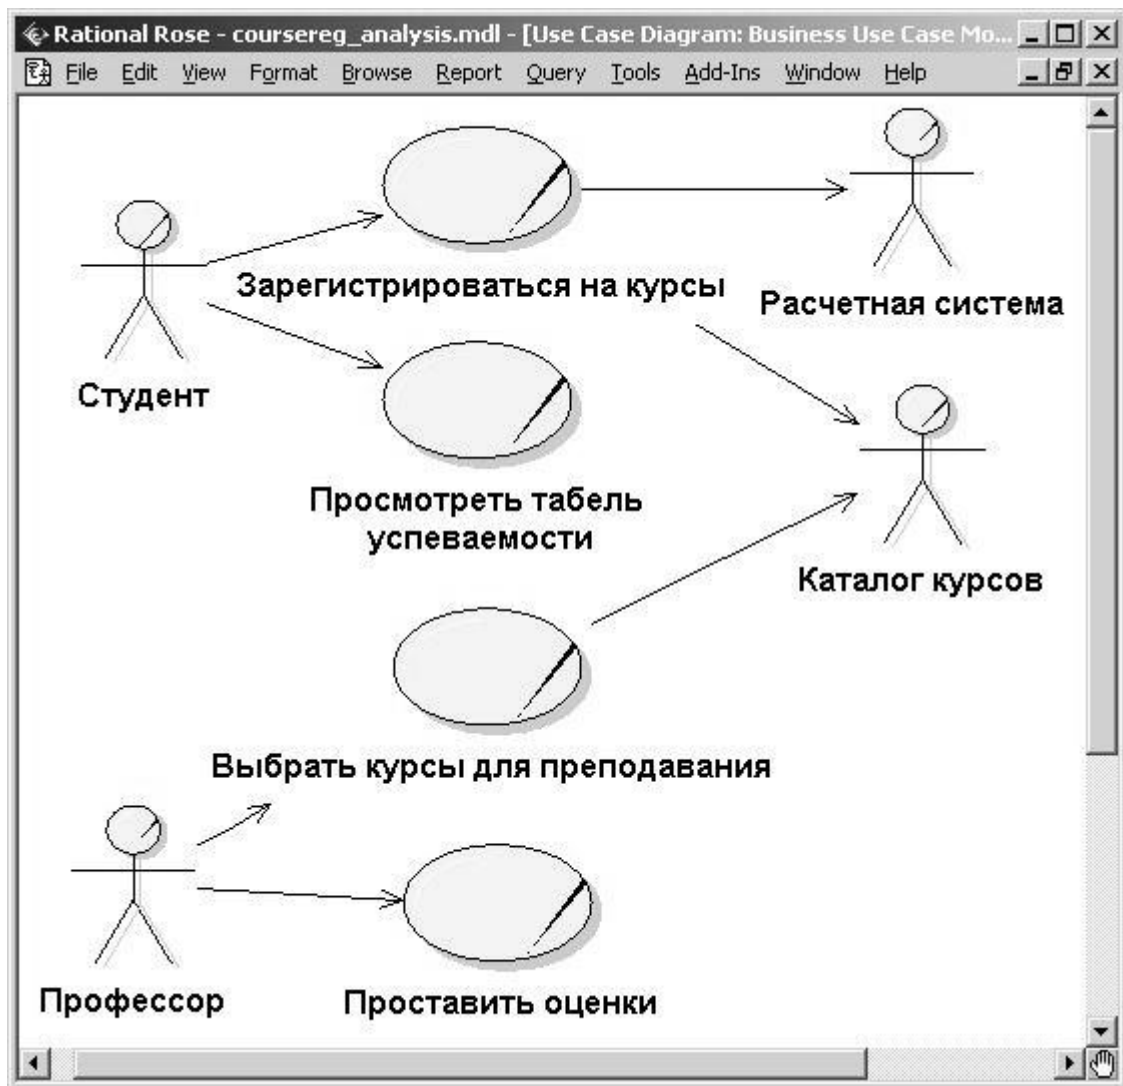 Rational Rose - coursereg_analysis.mdl - [Use Case Diagram: Business Use Case Mo...
File Edit View Format Browse Report Query Tools Add-Ins Window Help
Зарегистрироваться на курсы
Расчетная система
Студент
Просмотреть табель
успеваемости
Каталог курсов
Выбрать курсы для преподавания
Профессор
Проставить оценки